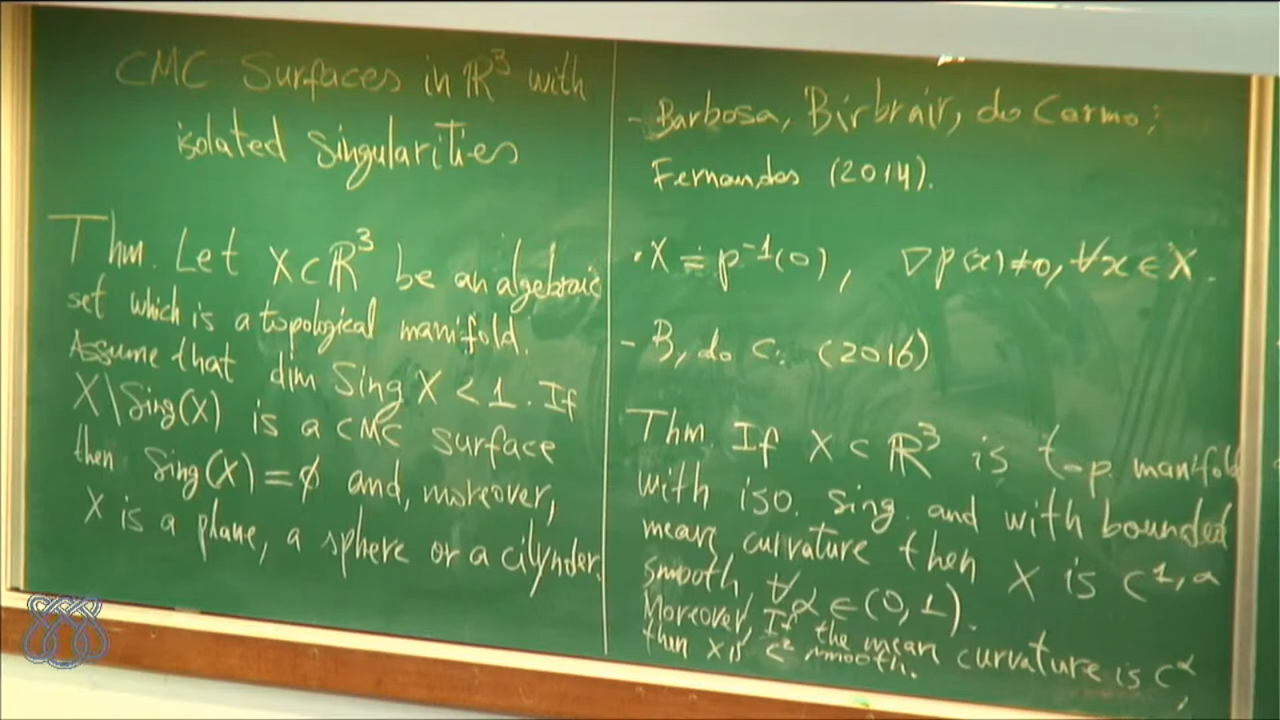 CMC Surfaces in ℝ³ with
isolated singularities
Thm. Let X⊂ℝ³ be an algebraic
set which is a topological manifold.
Assume that dim Sing X < 1. If
X\Sing(X) is a CMC surface
then Sing(X) = ∅ and, moreover,
X is a plane, a sphere or a cilynder.
- Barbosa, Birbrair, do Carmo;
Fernandes (2014).
• X = p⁻¹(0), ∇p(x)≠0, ∀x ∈ X.
- B, do C. (2016)
Thm. If X ⊂ ℝ³ is top. manifold
with iso. sing. and with bounded
mean curvature then X is C^{1,α}
smooth, ∀α ∈ (0,1).
Moreover, If the mean curvature is C^α,
then X is C² smooth.